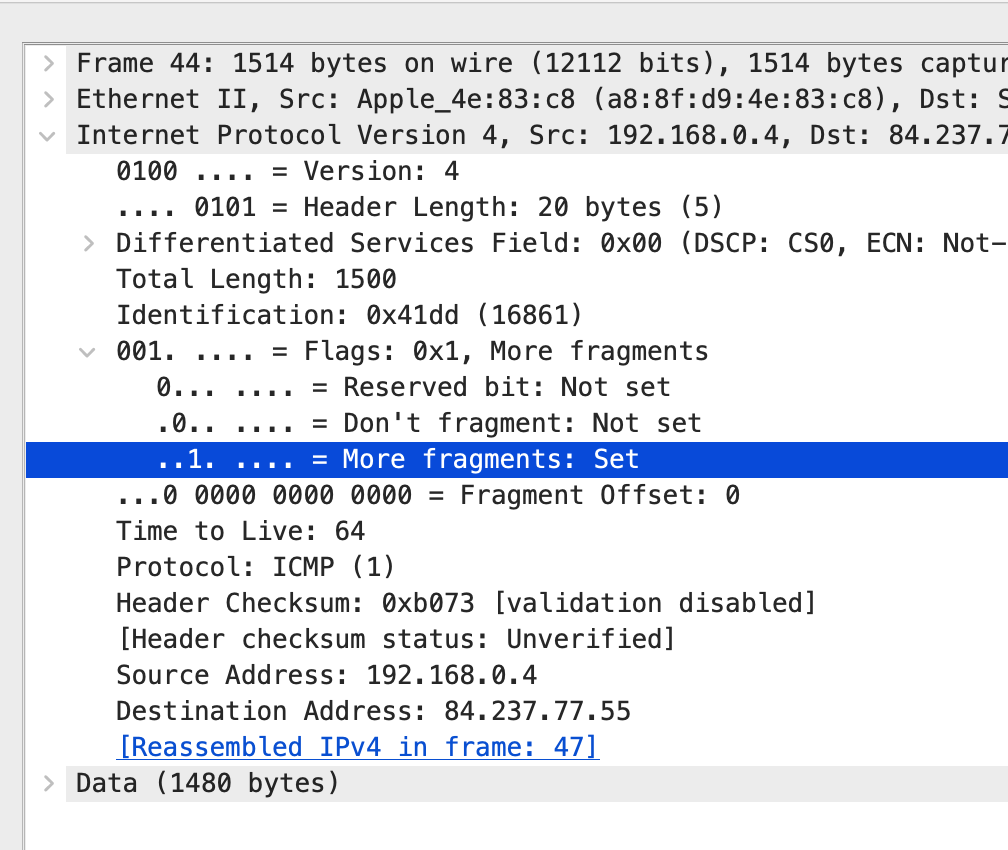 Frame 44: 1514 bytes on wire (12112 bits), 1514 bytes
Ethernet II, Src: Apple_4e:83:c8 (a8:8f:d9:4e:83:c8), Dst:
Internet Protocol Version 4, Src: 192.168.0.4, Dst: 84.237.7
0100 .... = Version: 4
.... 0101 = Header Length: 20 bytes (5)
Differentiated Services Field: 0x00 (DSCP: CS0, ECN: Not-
Total Length: 1500
Identification: 0x41dd (16861)
001. .... = Flags: 0x1, More fragments
0... .... = Reserved bit: Not set
.0.. .... = Don't fragment: Not set
..1. .... = More fragments: Set
...0 0000 0000 0000 = Fragment Offset: 0
Time to Live: 64
Protocol: ICMP (1)
Header Checksum: 0xb073 [validation disabled]
[Header checksum status: Unverified]
Source Address: 192.168.0.4
Destination Address: 84.237.77.55
[Reassembled IPv4 in frame: 47]
Data (1480 bytes)